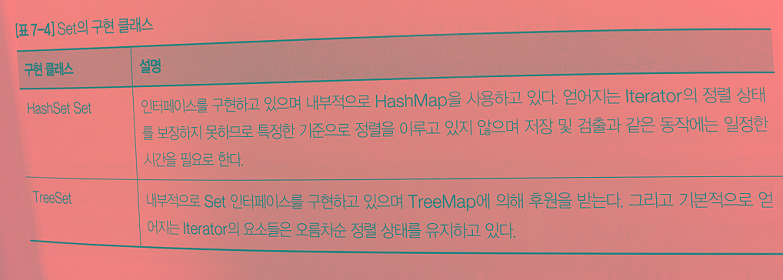 [표 7-4] Set의 구현 클래스
구현 클래스 설명
HashSet Set 인터페이스를 구현하고 있으며 내부적으로 HashMap을 사용하고 있다. 얻어지는 Iterator의 정렬 상태
를 보장하지 못하므로 특정한 기준으로 정렬을 이루고 있지 않으며 저장 및 검출과 같은 동작에는 일정한
시간을 필요로 한다.
TreeSet 내부적으로 Set 인터페이스를 구현하고 있으며 TreeMap에 의해 후원을 받는다. 그리고 기본적으로 얻
어지는 Iterator의 요소들은 오름차순 정렬 상태를 유지하고 있다.